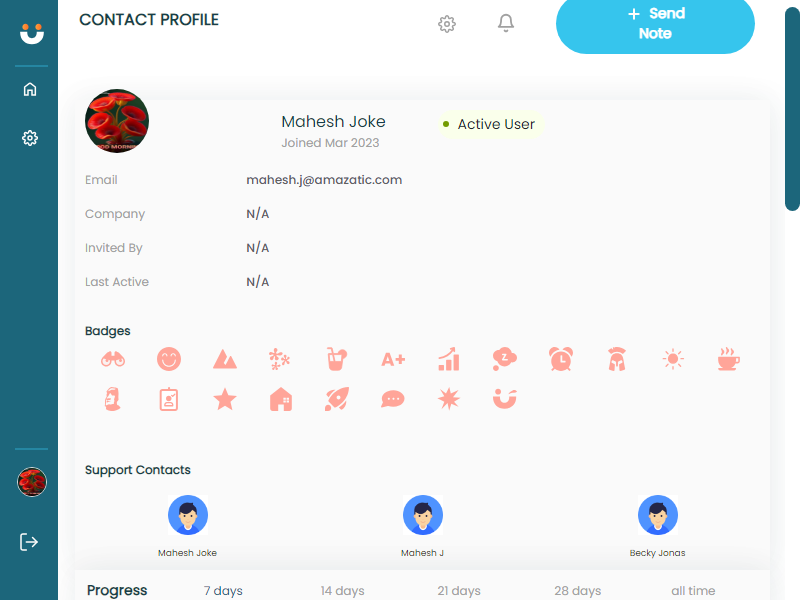 CONTACT PROFILE
+ Send
Note
Mahesh Joke
Active User
Joined Mar 2023
Email mahesh.j@amazatic.com
Company N/A
Invited By N/A
Last Active N/A
Badges
A+
Support Contacts
Mahesh Joke Mahesh J Becky Jonas
Progress 7 days 14 days 21 days 28 days all time